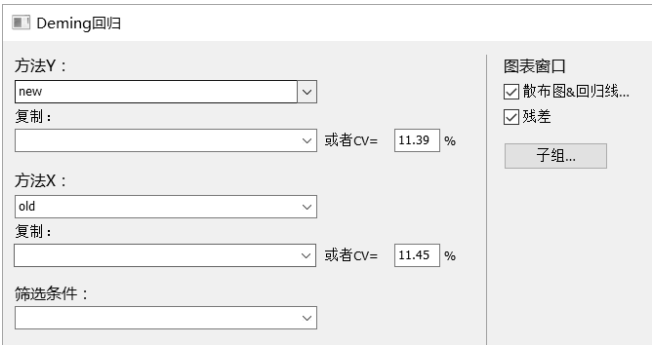 Deming回归
方法Y：
new
复制：
或者CV= 11.39 %
方法X：
old
复制：
或者CV= 11.45 %
筛选条件：
图表窗口
散布图&回归线...
残差
子组...